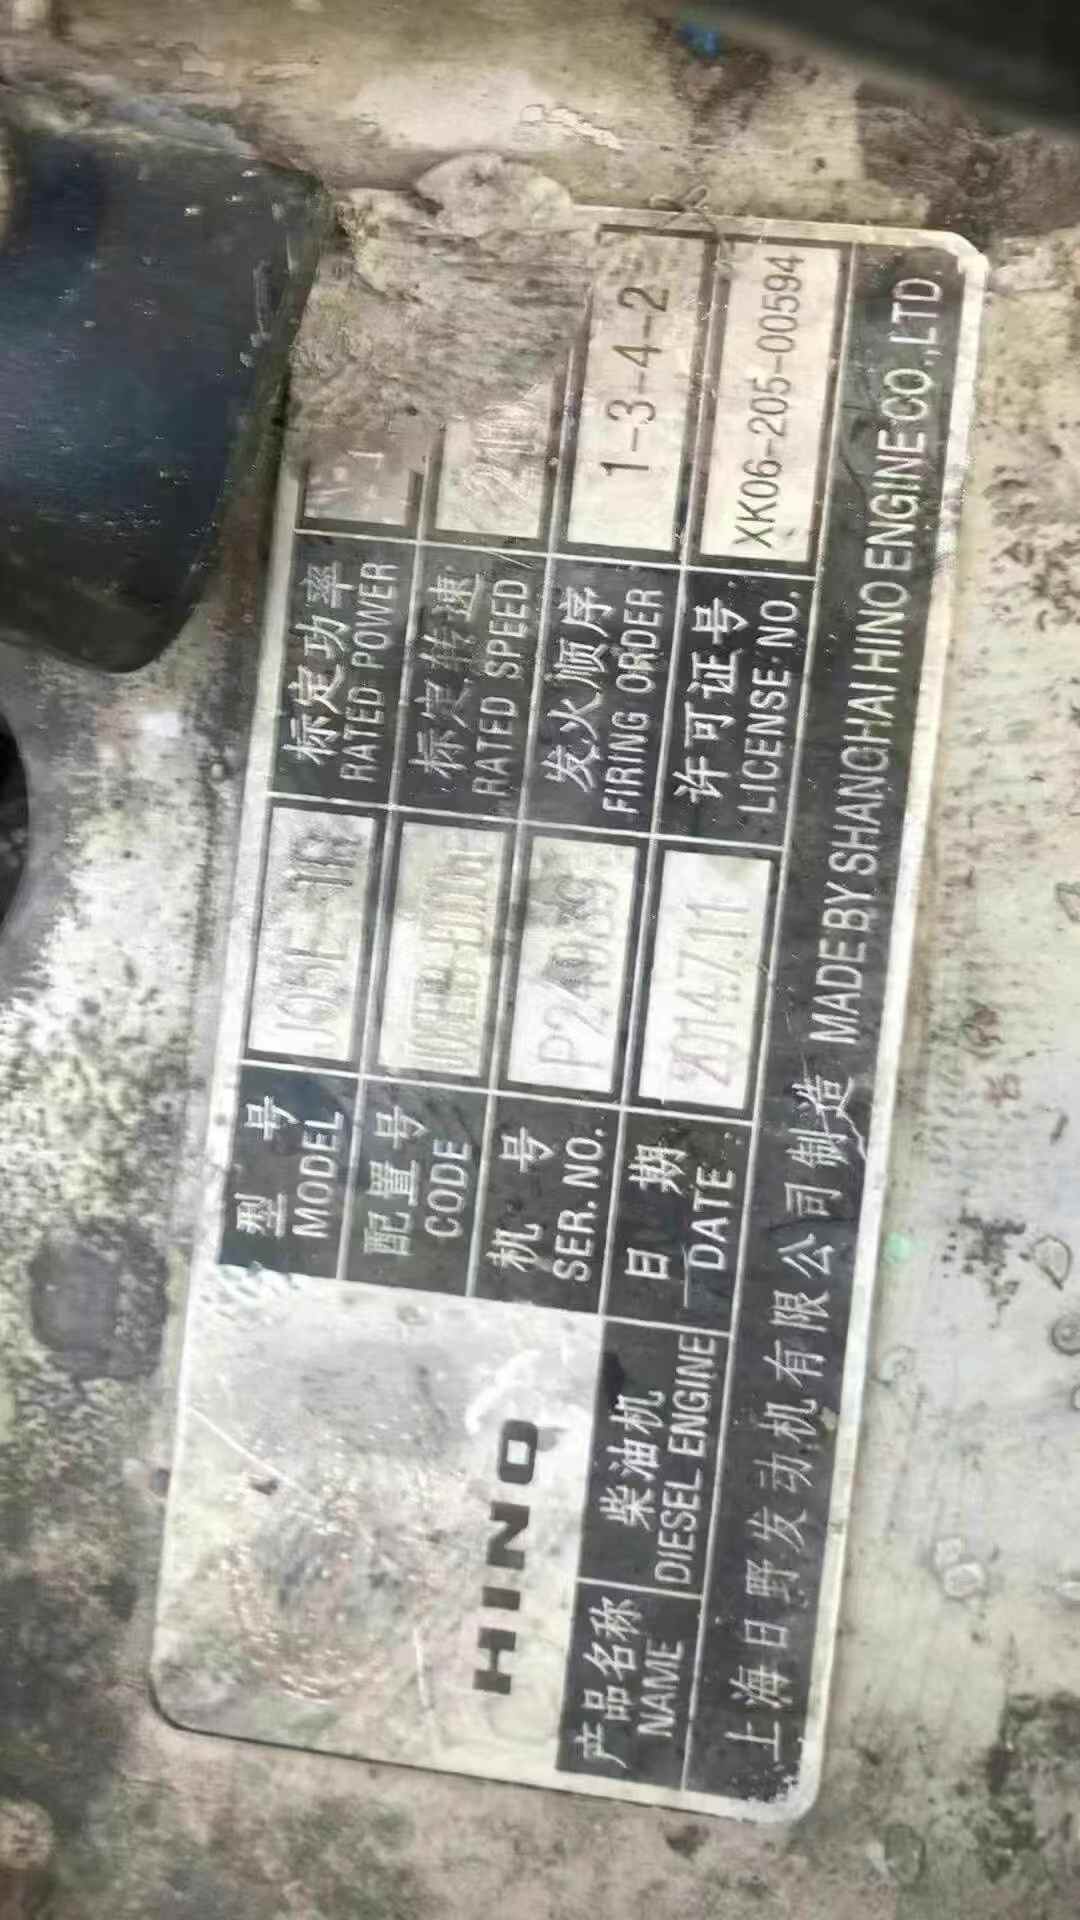 HINO
型号
MODEL
标定功率
RATED POWER
配置号
CODE
标定转速
RATED SPEED
机号
SER. NO.
发火顺序
FIRING ORDER
1-3-4-2
产品名称
NAME
柴油机
DIESEL ENGINE
日期
DATE
2014.7.11
许可证号
LICENSE NO.
XK06-205-00594
上海日野发动机有限公司制造 MADE BY SHANGHAI HINO ENGINE CO.,LTD.